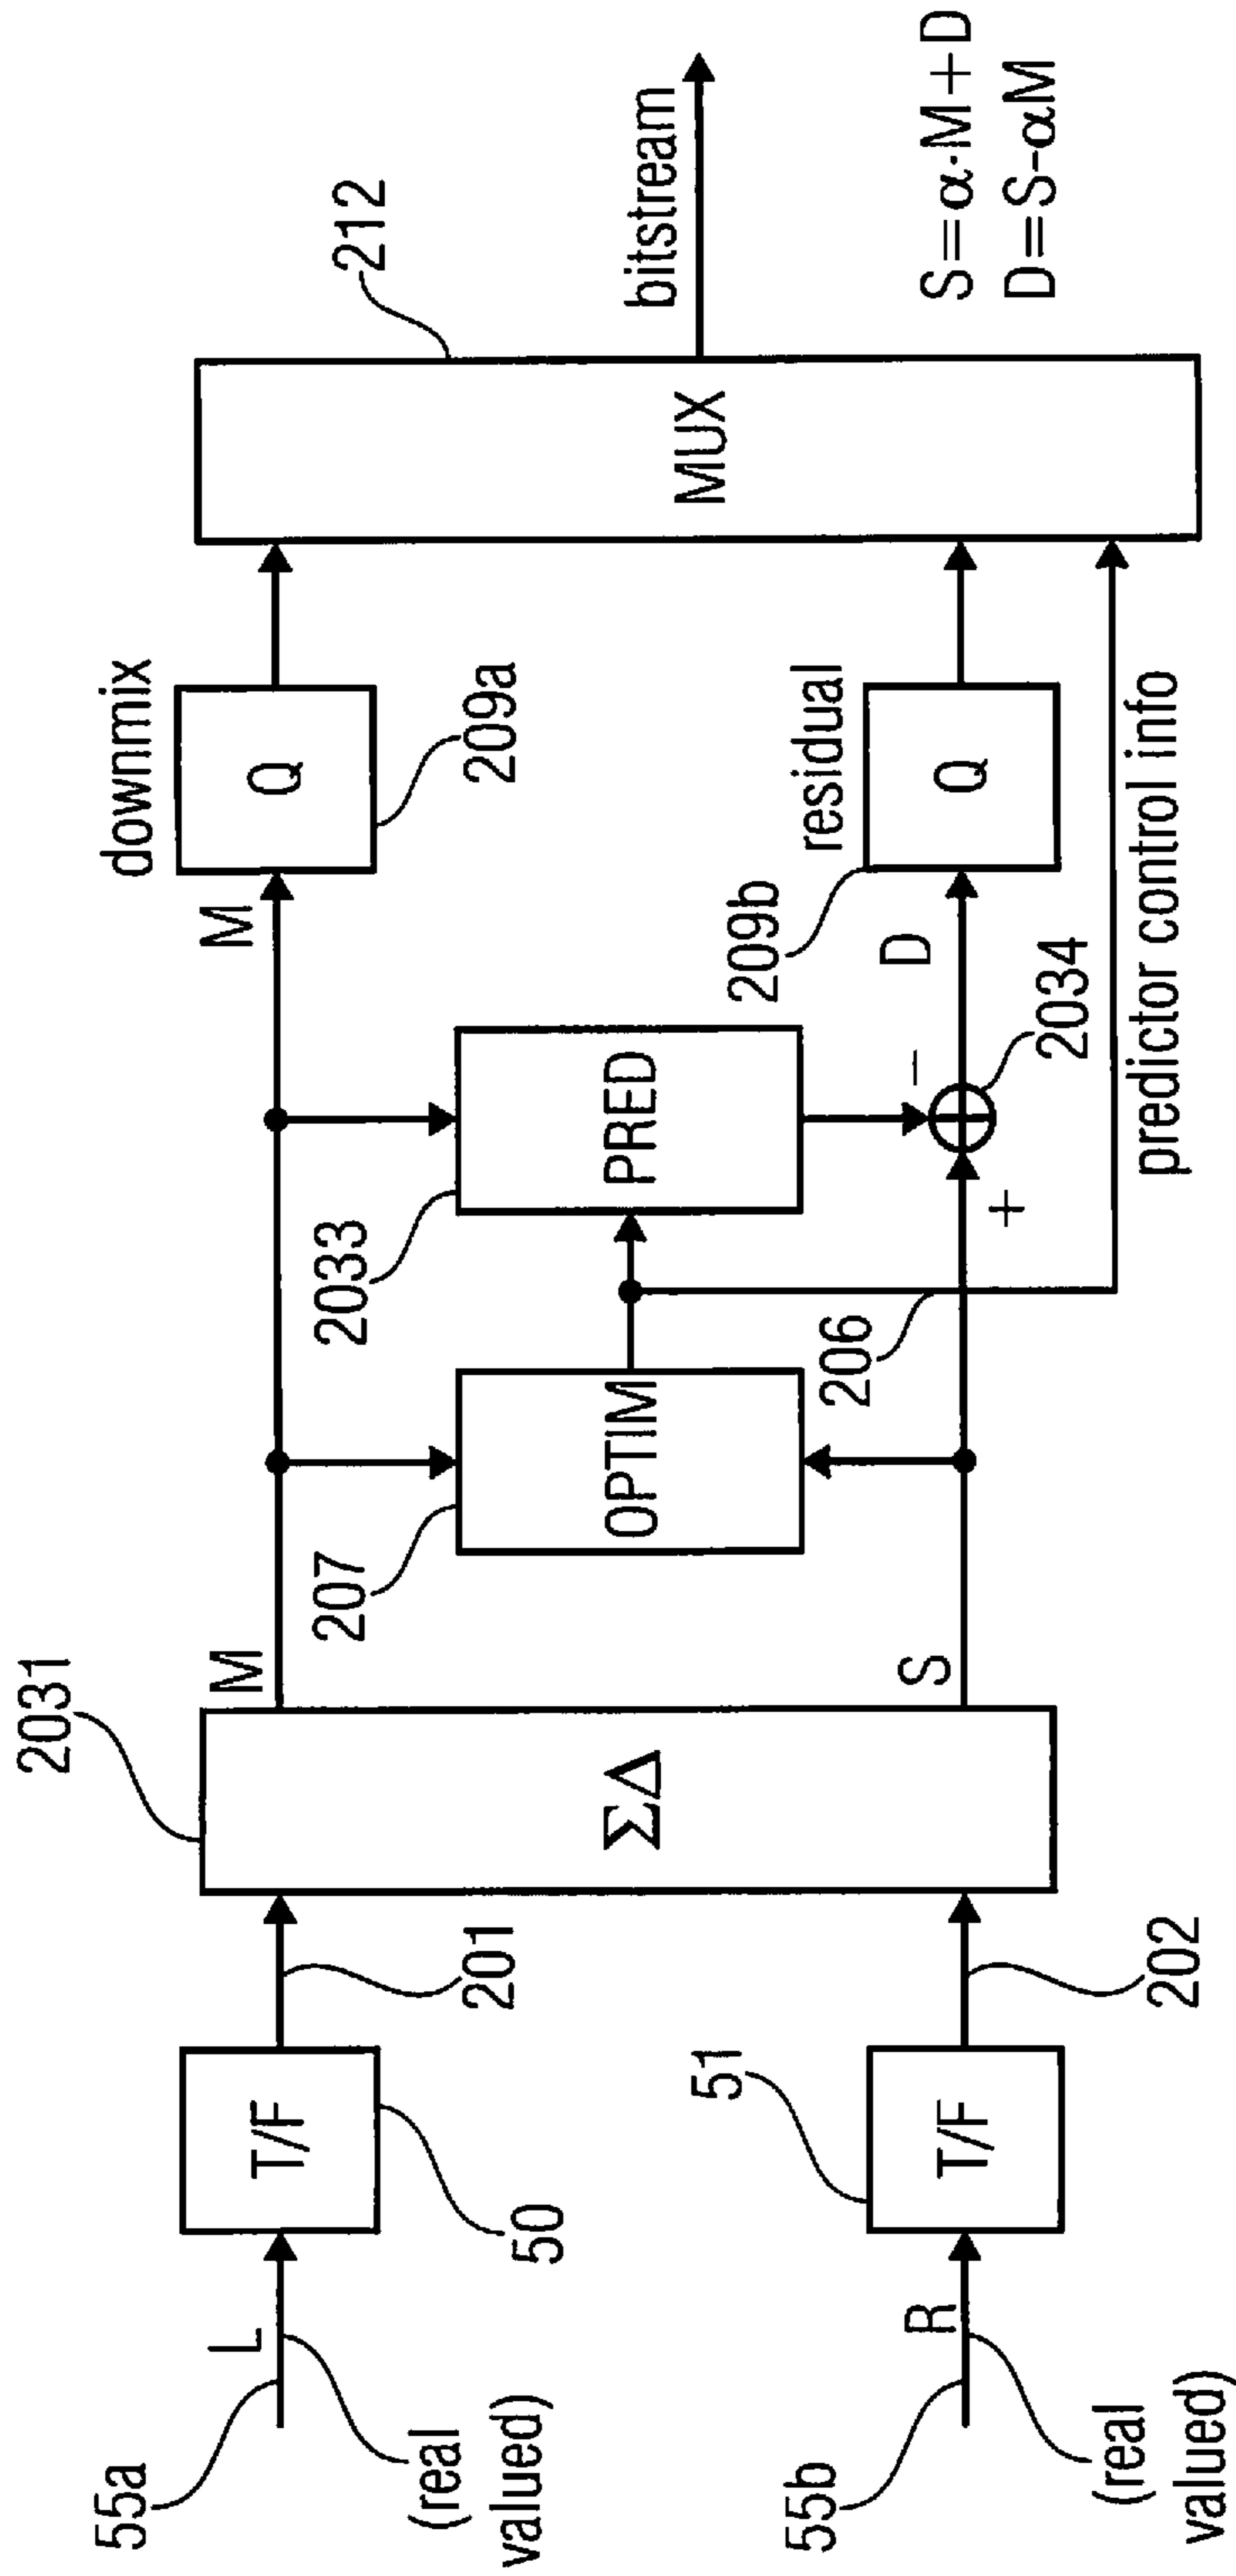 55a
L
(real
valued)
T/F
50
201
2031
M
ΣΔ
55b
R
(real
valued)
T/F
51
202
S
207
OPTIM
206
2033
PRED
+
−
2034
D
M
downmix
Q
209a
209b
residual
Q
predictor control info
MUX
212
bitstream
S=α·M+D
D=S-αM